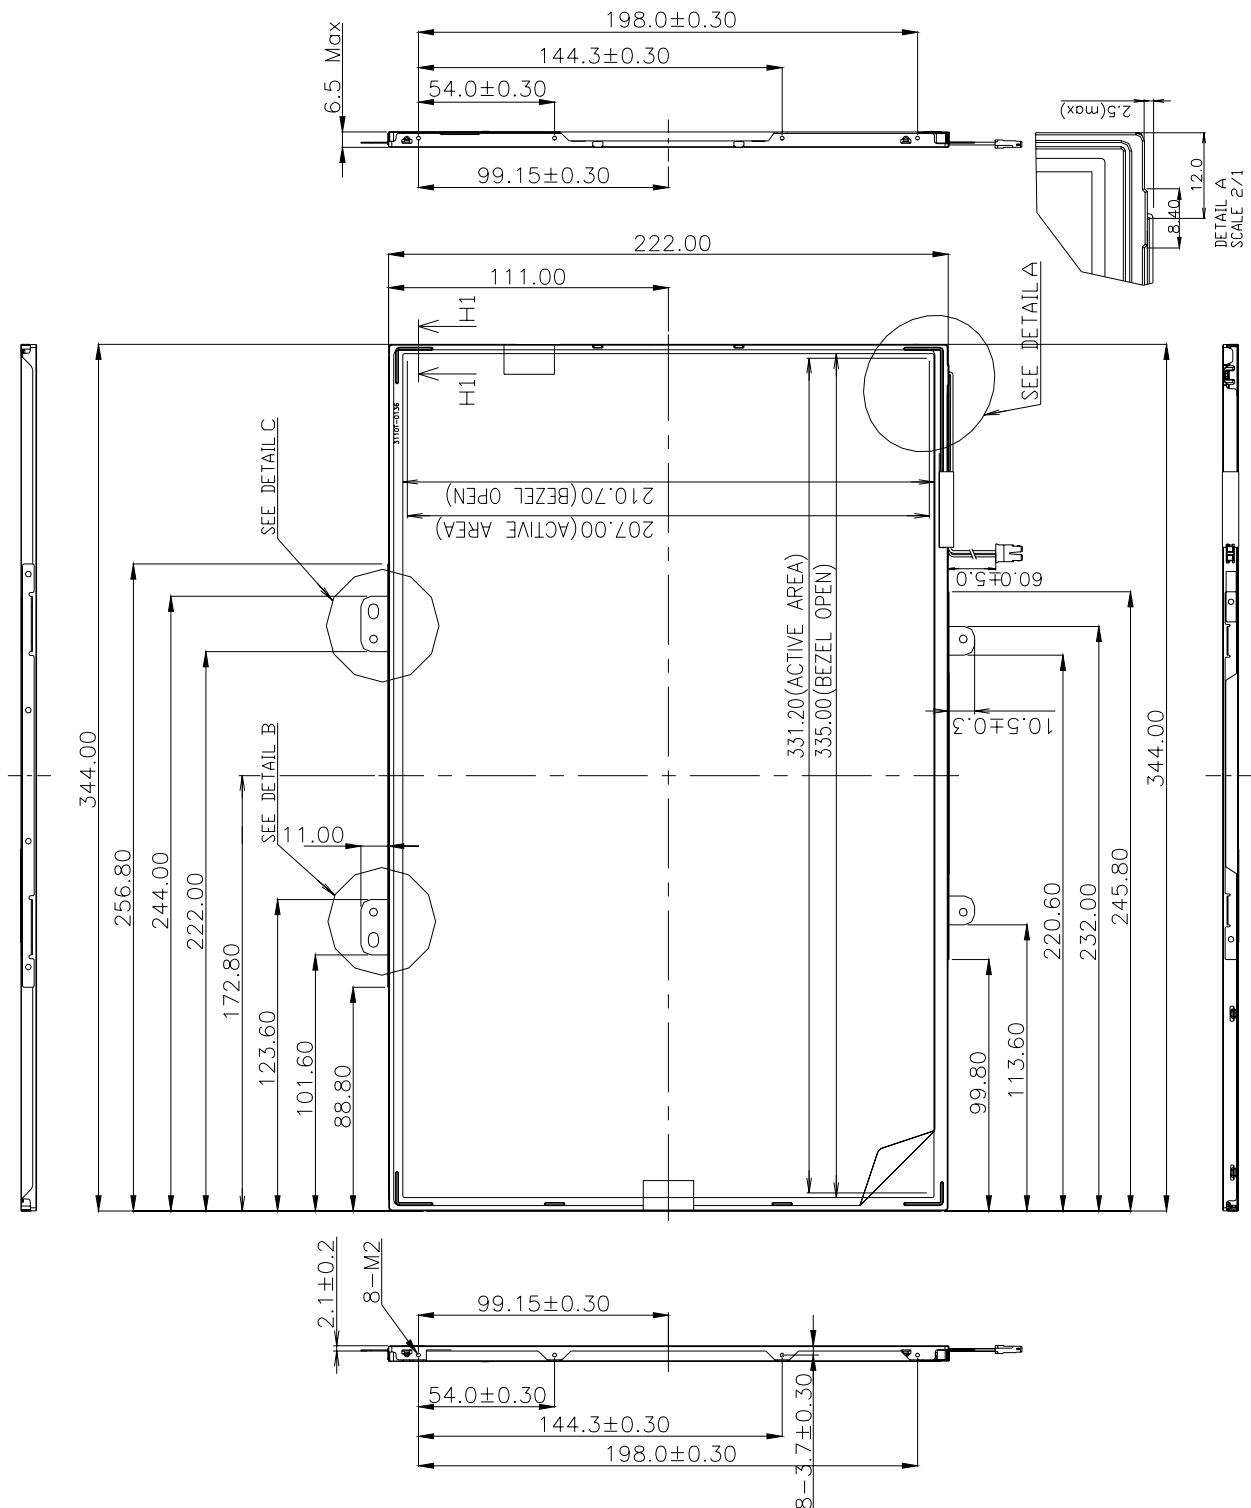 198.0±0.30
144.3±0.30
54.0±0.30
6.5 Max
99.15±0.30
2.5(max)
12.0
8.40
DETAIL A
SCALE 2/1
222.00
111.00
H1
H1
SEE DETAIL A
31107-0136
SEE DETAIL C
210.70(BEZEL OPEN)
207.00(ACTIVE AREA)
331.20(ACTIVE AREA)
335.00(BEZEL OPEN)
60.0±5.0
10.5±0.3
SEE DETAIL B
11.00
344.00
256.80
244.00
222.00
172.80
123.60
101.60
88.80
99.80
113.60
220.60
232.00
245.80
344.00
2.1±0.2
8-M2
99.15±0.30
54.0±0.30
144.3±0.30
198.0±0.30
8-3.7±0.30